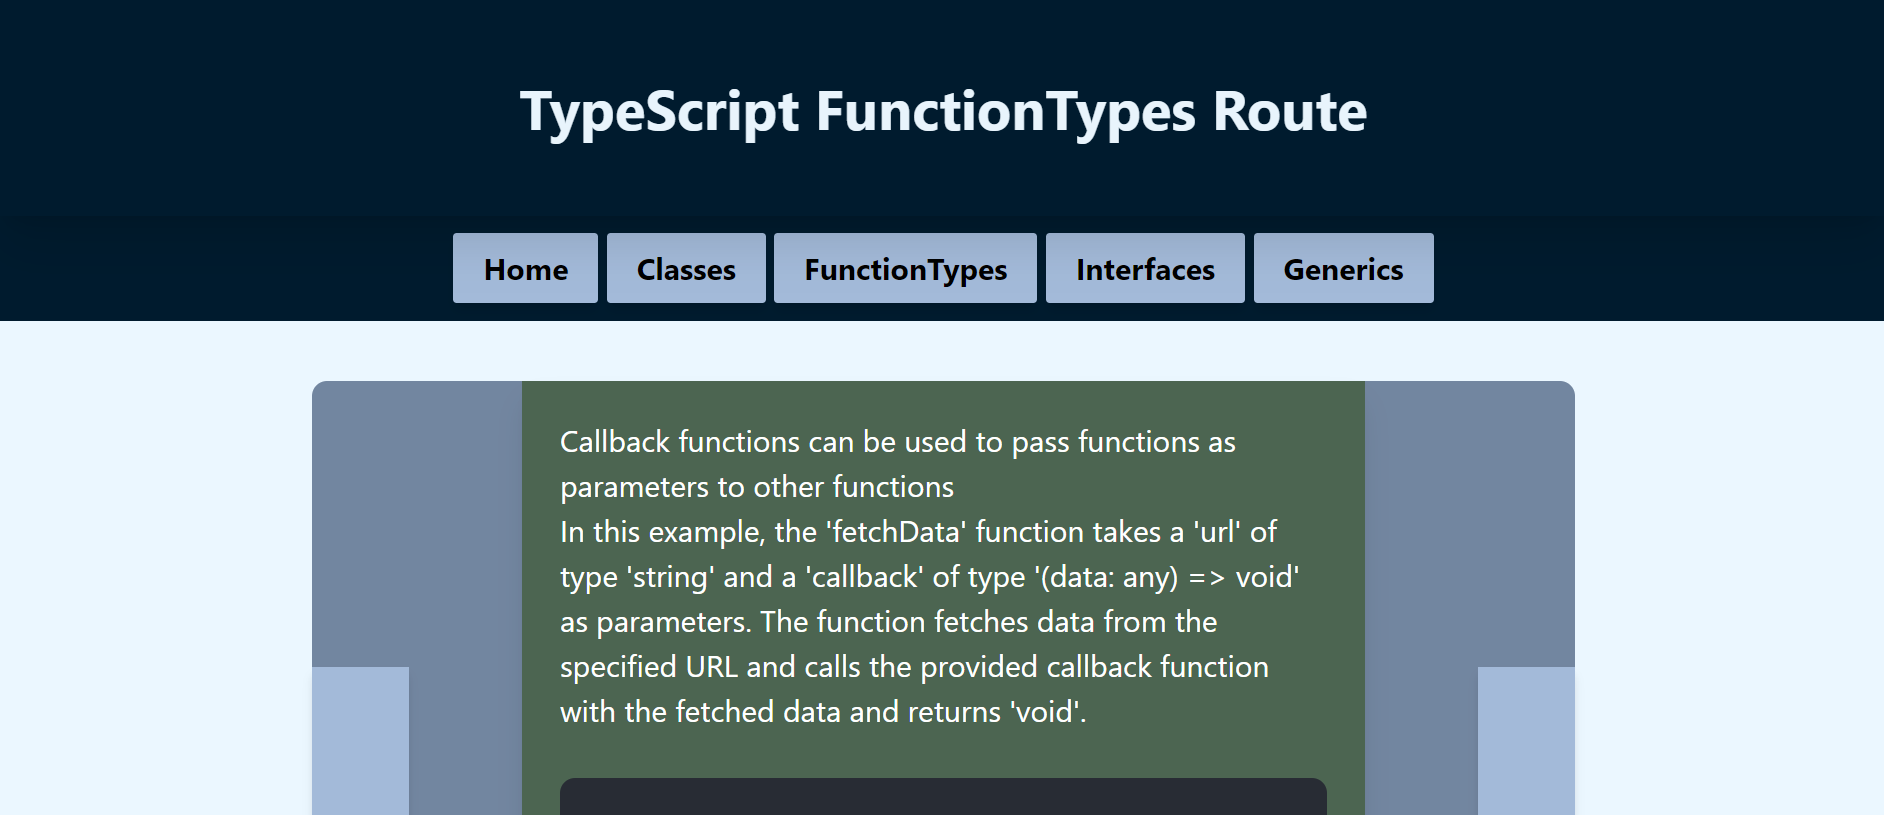 TypeScript FunctionTypes Route
Home Classes FunctionTypes Interfaces Generics
Callback functions can be used to pass functions as
parameters to other functions
In this example, the 'fetchData' function takes a 'url' of
type 'string' and a 'callback' of type '(data: any) => void'
as parameters. The function fetches data from the
specified URL and calls the provided callback function
with the fetched data and returns 'void'.